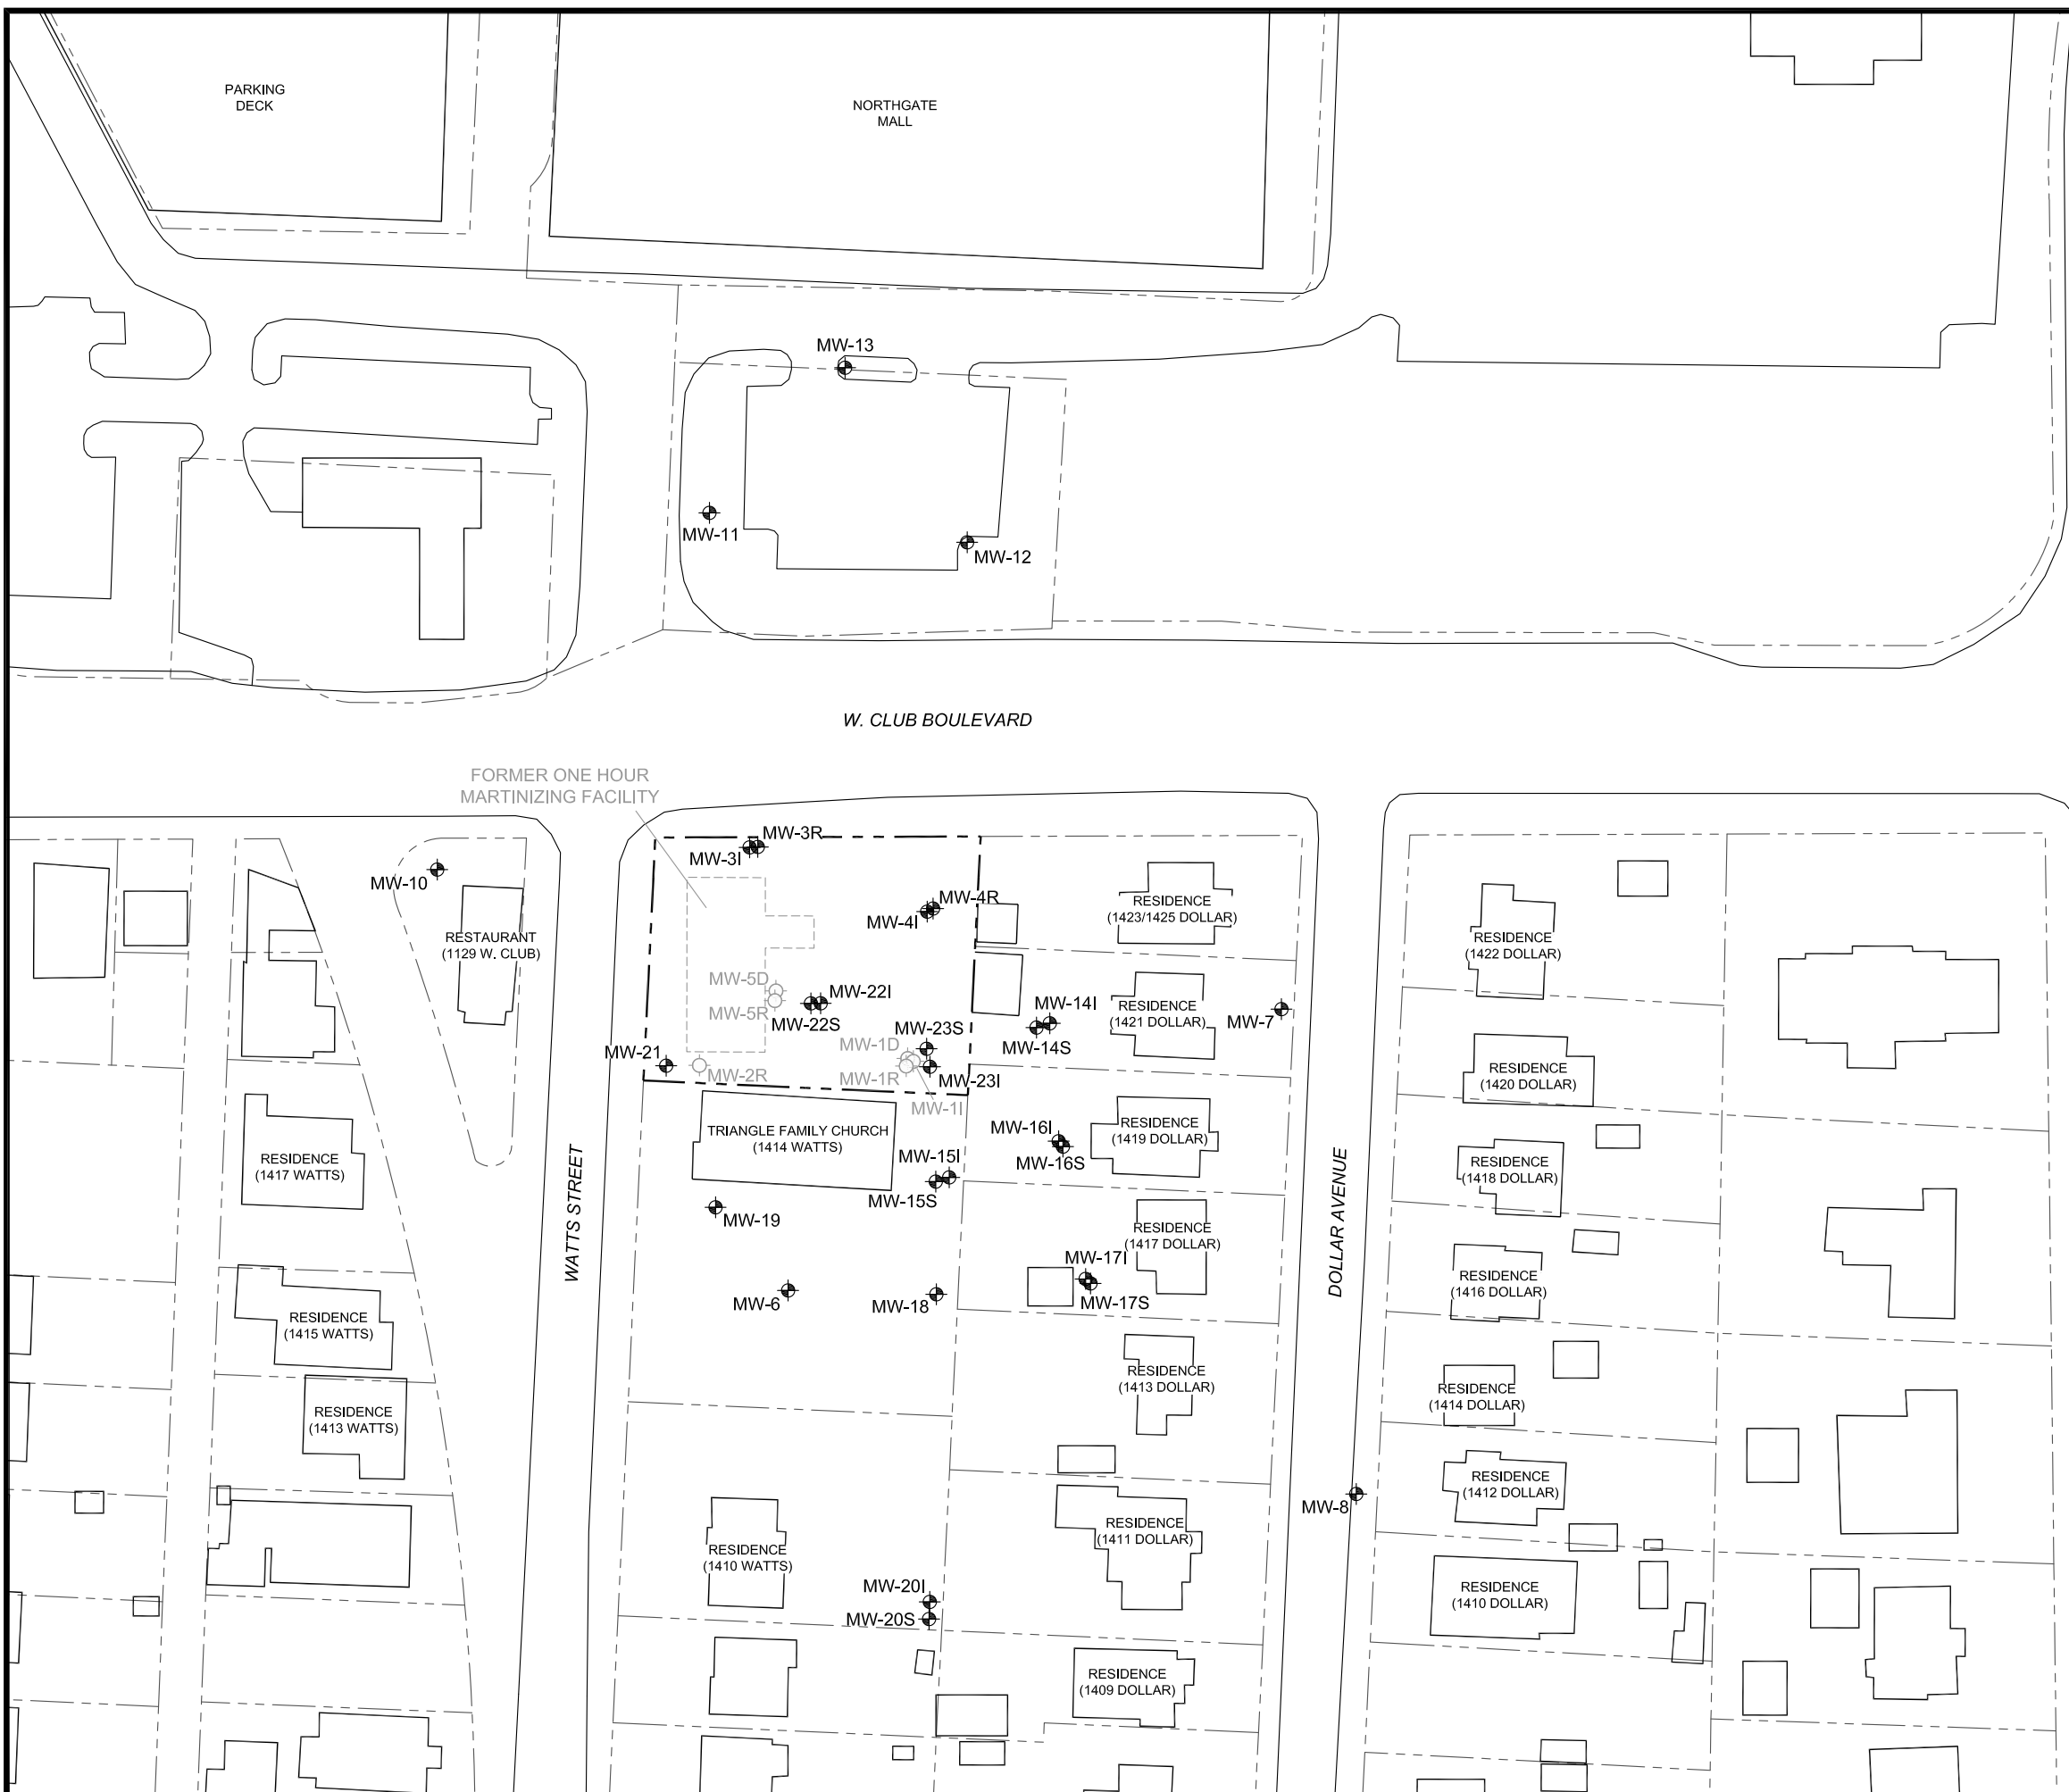 PARKING
DECK
NORTHGATE
MALL
MW-13
MW-11
MW-12
W. CLUB BOULEVARD
FORMER ONE HOUR
MARTINIZING FACILITY
MW-3R
MW-3I
MW-10
MW-4R
MW-4I
RESIDENCE
(1423/1425 DOLLAR)
RESTAURANT
(1129 W. CLUB)
RESIDENCE
(1422 DOLLAR)
MW-5D
MW-22I
MW-5R
MW-22S
MW-14I
RESIDENCE
(1421 DOLLAR)
MW-7
MW-23S
MW-14S
MW-21
MW-1D
MW-2R
MW-1R
MW-23I
RESIDENCE
(1420 DOLLAR)
MW-1I
TRIANGLE FAMILY CHURCH
(1414 WATTS)
MW-16I
RESIDENCE
(1419 DOLLAR)
MW-16S
RESIDENCE
(1417 WATTS)
MW-15I
MW-15S
RESIDENCE
(1418 DOLLAR)
WATTS STREET
MW-19
DOLLAR AVENUE
RESIDENCE
(1417 DOLLAR)
MW-17I
MW-6
MW-18
MW-17S
RESIDENCE
(1416 DOLLAR)
RESIDENCE
(1415 WATTS)
RESIDENCE
(1413 DOLLAR)
RESIDENCE
(1414 DOLLAR)
RESIDENCE
(1413 WATTS)
RESIDENCE
(1412 DOLLAR)
MW-8
RESIDENCE
(1411 DOLLAR)
RESIDENCE
(1410 WATTS)
MW-20I
MW-20S
RESIDENCE
(1410 DOLLAR)
RESIDENCE
(1409 DOLLAR)